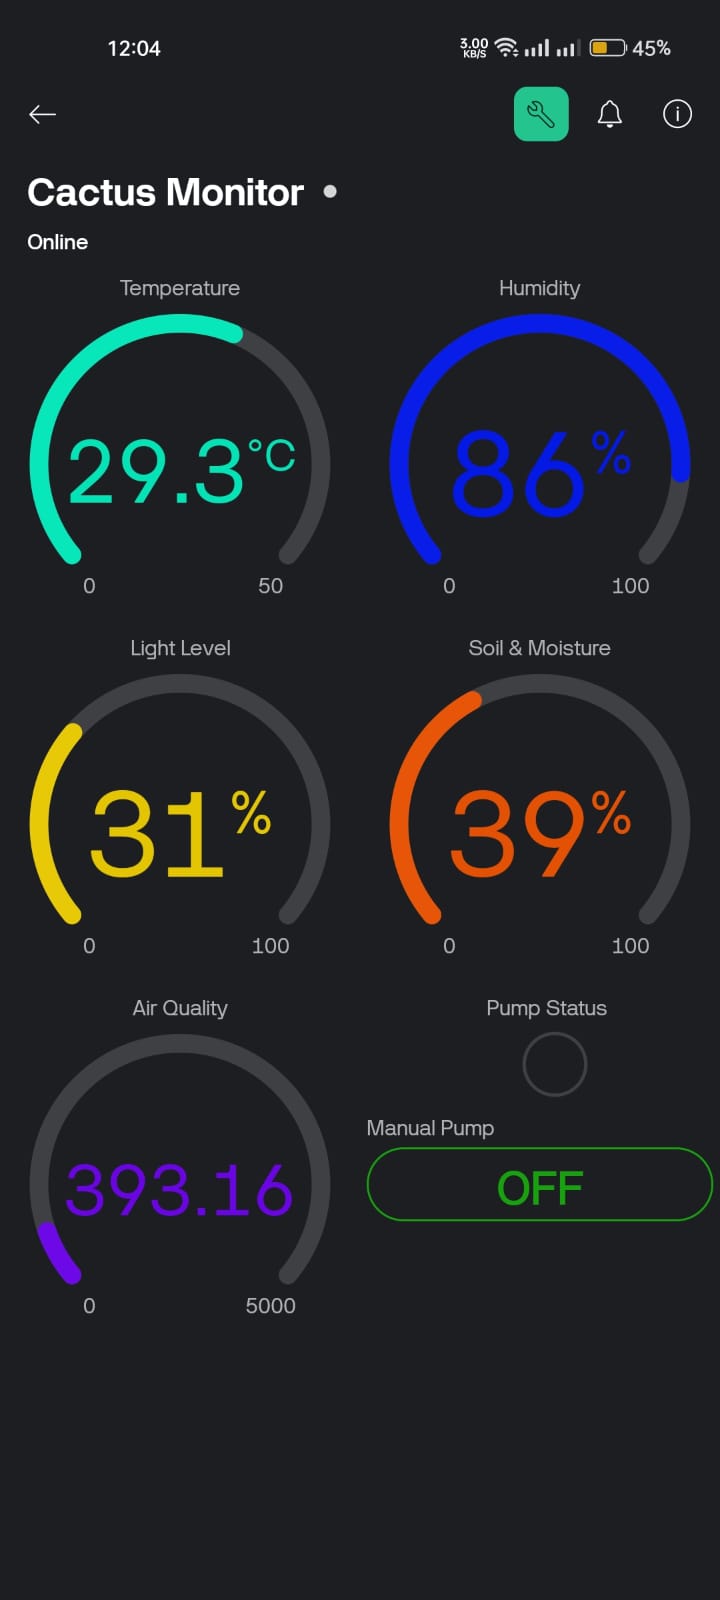 12:04 3.00 KB/S 45%
Cactus Monitor
Online
Temperature Humidity
29.3°C 86%
0 50 0 100
Light Level Soil & Moisture
31% 39%
0 100 0 100
Air Quality Pump Status
Manual Pump
393.16 OFF
0 5000